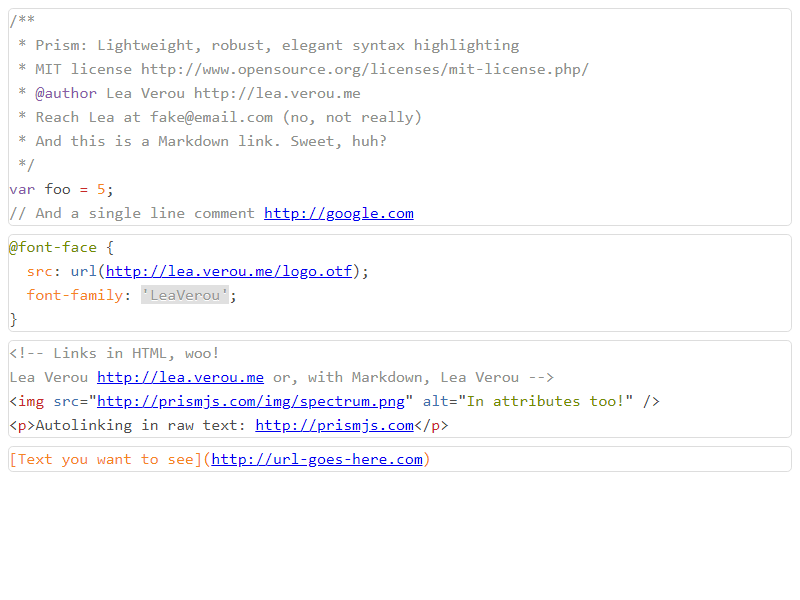 /**
 * Prism: Lightweight, robust, elegant syntax highlighting
 * MIT license http://www.opensource.org/licenses/mit-license.php/
 * @author Lea Verou http://lea.verou.me
 * Reach Lea at fake@email.com (no, not really)
 * And this is a Markdown link. Sweet, huh?
 */
var foo = 5;
// And a single line comment http://google.com
@font-face {
  src: url(http://lea.verou.me/logo.otf);
  font-family: 'LeaVerou';
}
<!-- Links in HTML, woo!
Lea Verou http://lea.verou.me or, with Markdown, Lea Verou -->
<img src="http://prismjs.com/img/spectrum.png" alt="In attributes too!" />
<p>Autolinking in raw text: http://prismjs.com</p>
[Text you want to see](http://url-goes-here.com)